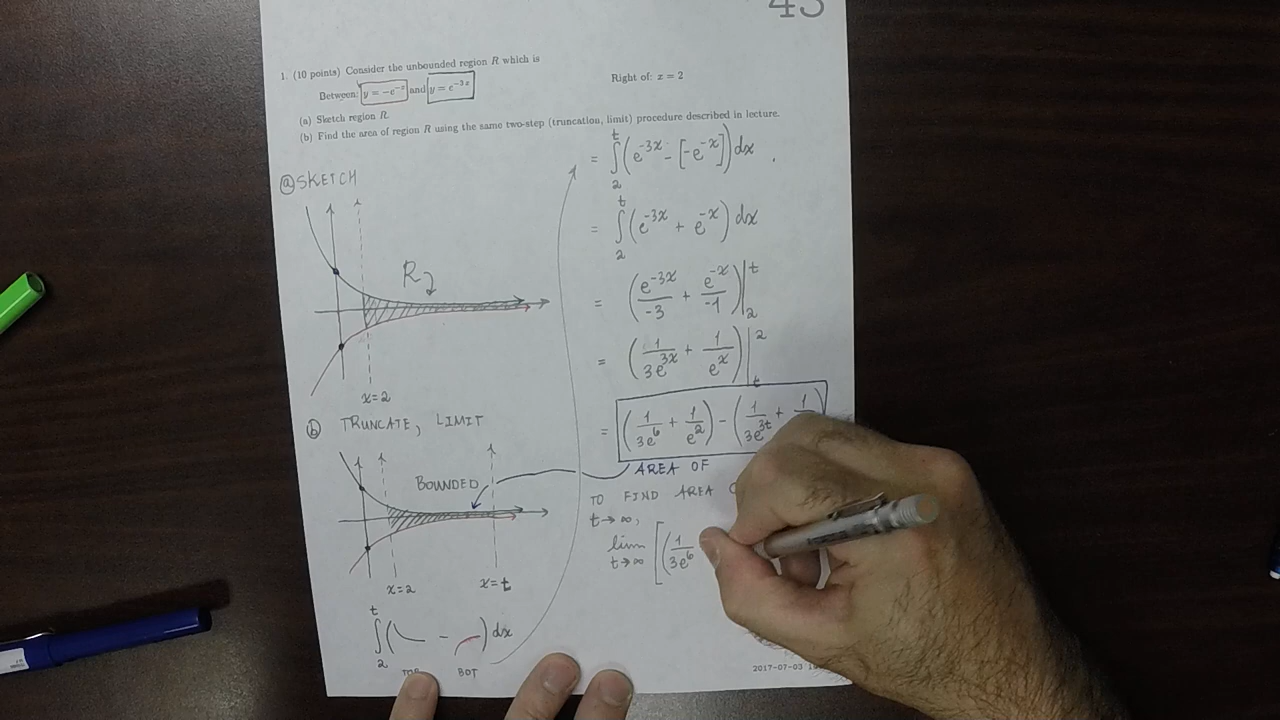 43
1. (10 points) Consider the unbounded region R which is
Between: y = −e^{−x} and y = e^{−3x}
Right of: x = 2
(a) Sketch region R.
(b) Find the area of region R using the same two-step (truncation, limit) procedure described in lecture.
ⓐ SKETCH
R
x=2
ⓑ TRUNCATE, LIMIT
BOUNDED
x=2
x=t
∫_2^t ( − ) dx
TOP BOT
= ∫_2^t (e^{-3x} - [-e^{-x}]) dx
= ∫_2^t (e^{-3x} + e^{-x}) dx
= (e^{-3x}/-3 + e^{-x}/-1) |_2^t
= (1/3e^{3x} + 1/e^x) |_t^2
= (1/3e^6 + 1/e^2) - (1/3e^{3t} + 1
AREA OF
TO FIND AREA
t→∞,
lim t→∞ [(1/3e^6
2017-07-03